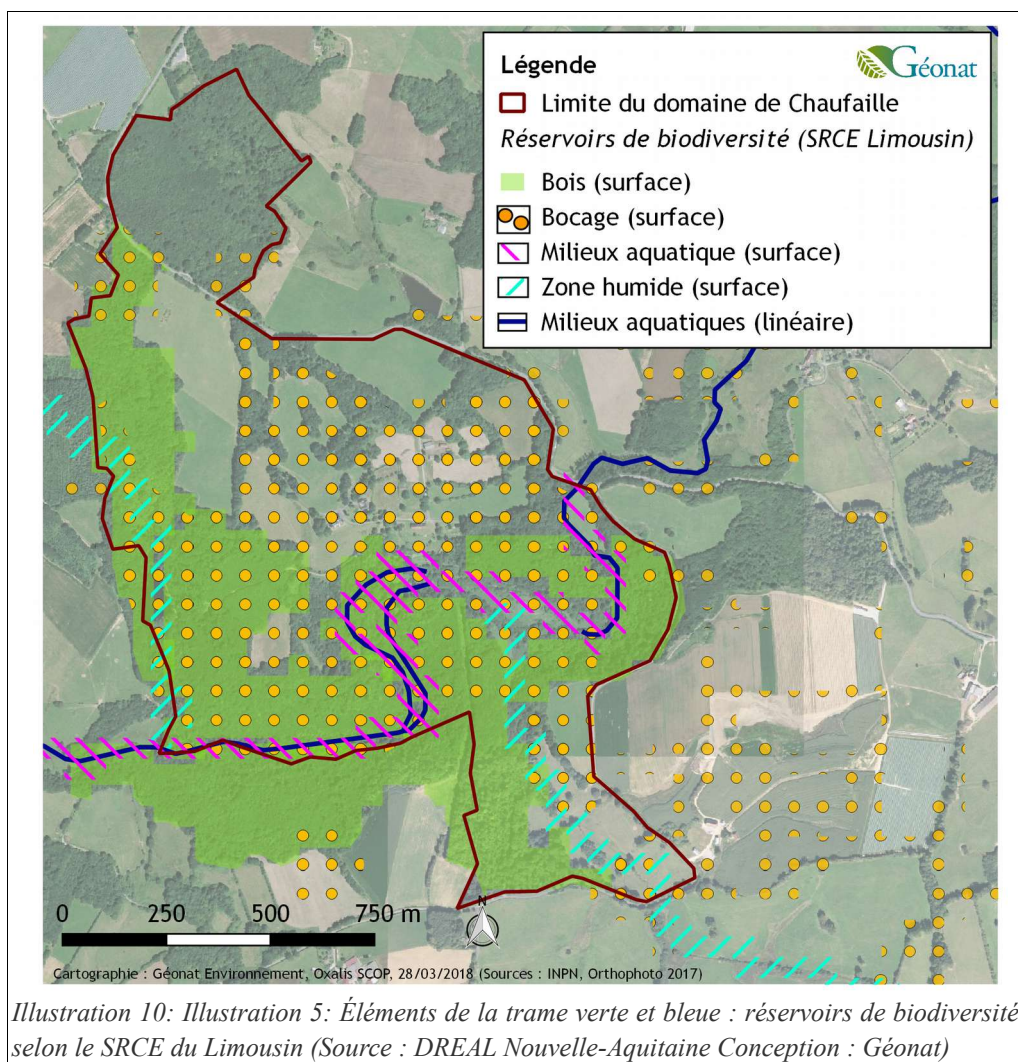 Légende
Géonat
Limite du domaine de Chaufaille
Réservoirs de biodiversité (SRCE Limousin)
Bois (surface)
Bocage (surface)
Milieux aquatique (surface)
Zone humide (surface)
Milieux aquatiques (linéaire)
0 250 500 750 m
N
Cartographie : Géonat Environnement, Oxalis SCOP, 28/03/2018 (Sources : INPN, Orthophoto 2017)
Illustration 10: Illustration 5: Éléments de la trame verte et bleue : réservoirs de biodiversité
selon le SRCE du Limousin (Source : DREAL Nouvelle-Aquitaine Conception : Géonat)